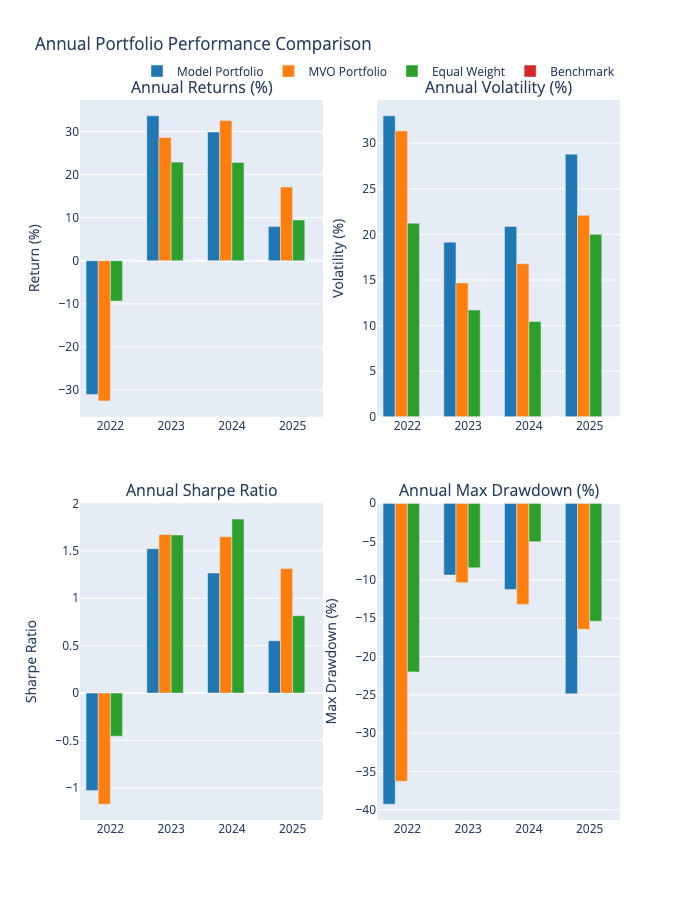 Annual Portfolio Performance Comparison
Model Portfolio MVO Portfolio Equal Weight Benchmark
Annual Returns (%)
Return (%)
30
20
10
0
−10
−20
−30
2022 2023 2024 2025
Annual Volatility (%)
Volatility (%)
30
25
20
15
10
5
0
2022 2023 2024 2025
Annual Sharpe Ratio
Sharpe Ratio
2
1.5
1
0.5
0
−0.5
−1
2022 2023 2024 2025
Annual Max Drawdown (%)
Max Drawdown (%)
0
−5
−10
−15
−20
−25
−30
−35
−40
2022 2023 2024 2025